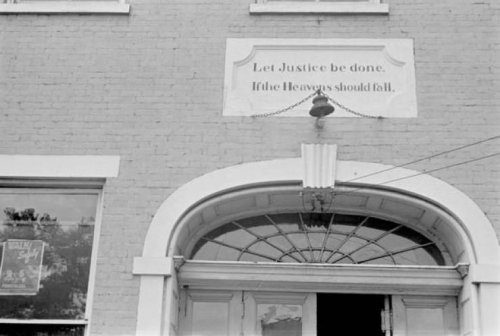 Let Justice be done.
If the Heavens should fall.